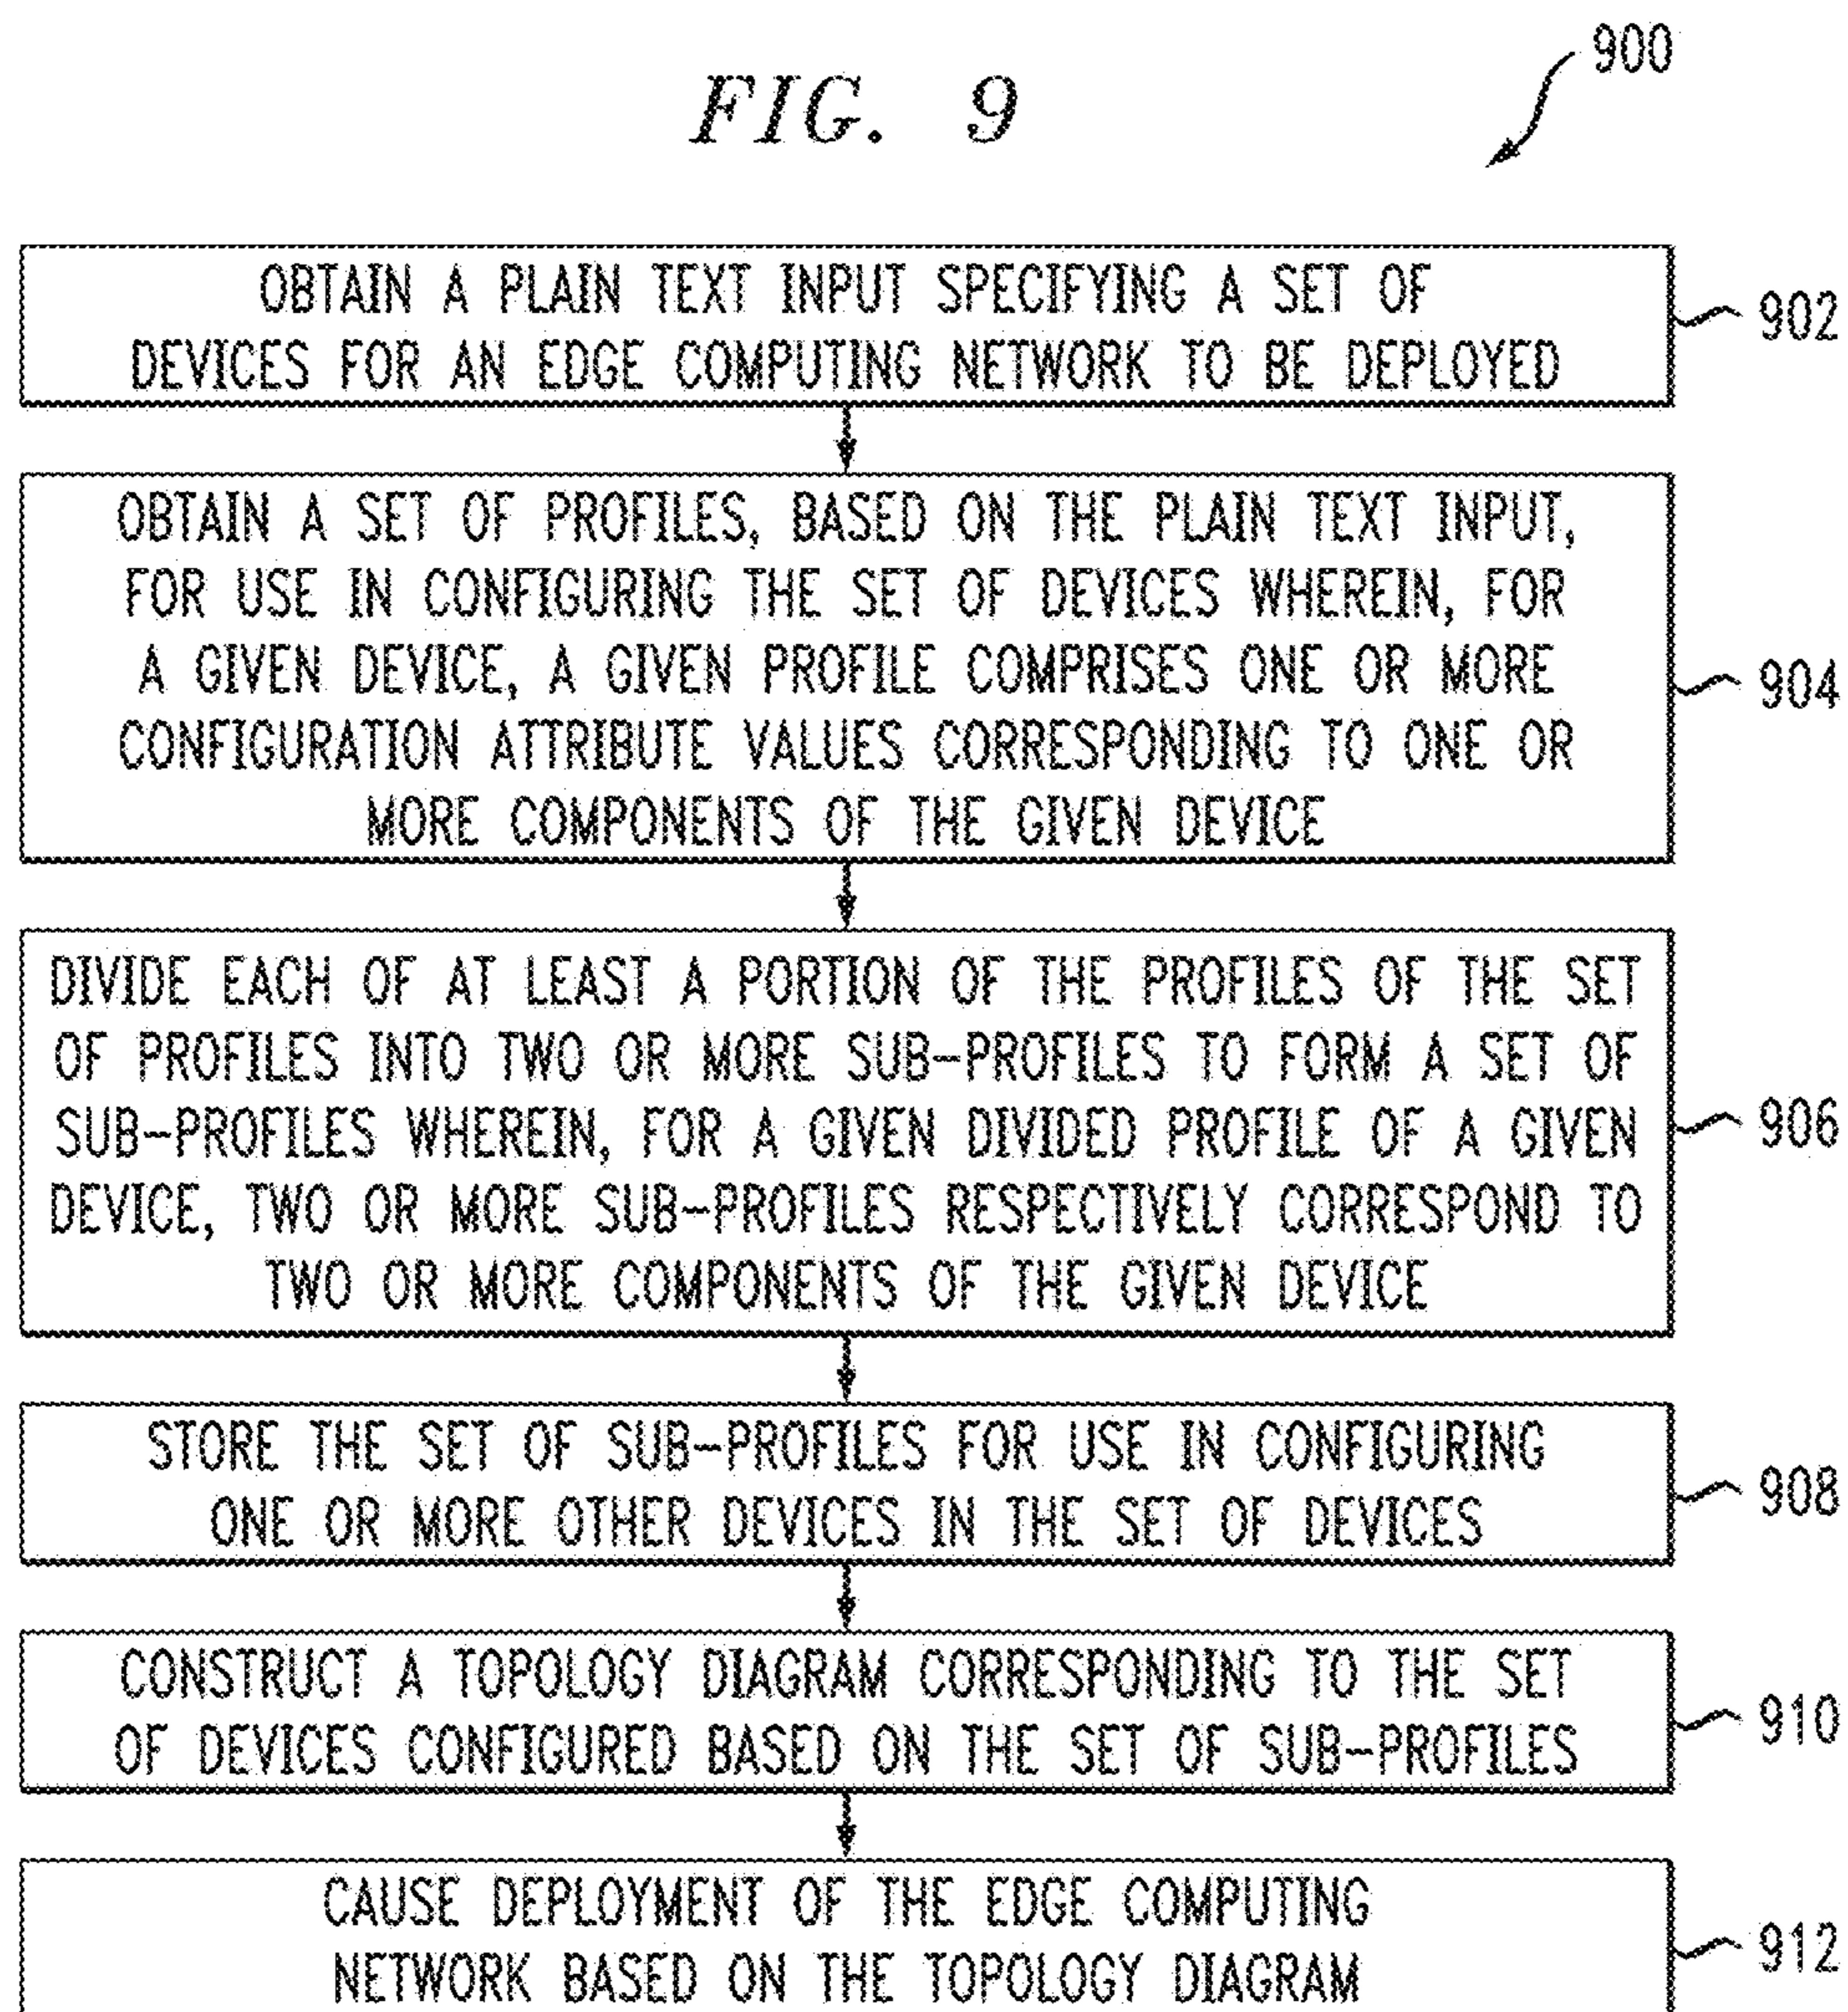 900
FIG. 9
OBTAIN A PLAIN TEXT INPUT SPECIFYING A SET OF
DEVICES FOR AN EDGE COMPUTING NETWORK TO BE DEPLOYED
902
OBTAIN A SET OF PROFILES, BASED ON THE PLAIN TEXT INPUT,
FOR USE IN CONFIGURING THE SET OF DEVICES WHEREIN, FOR
A GIVEN DEVICE, A GIVEN PROFILE COMPRISES ONE OR MORE
CONFIGURATION ATTRIBUTE VALUES CORRESPONDING TO ONE OR
MORE COMPONENTS OF THE GIVEN DEVICE
904
DIVIDE EACH OF AT LEAST A PORTION OF THE PROFILES OF THE SET
OF PROFILES INTO TWO OR MORE SUB-PROFILES TO FORM A SET OF
SUB-PROFILES WHEREIN, FOR A GIVEN DIVIDED PROFILE OF A GIVEN
DEVICE, TWO OR MORE SUB-PROFILES RESPECTIVELY CORRESPOND TO
TWO OR MORE COMPONENTS OF THE GIVEN DEVICE
906
STORE THE SET OF SUB-PROFILES FOR USE IN CONFIGURING
ONE OR MORE OTHER DEVICES IN THE SET OF DEVICES
908
CONSTRUCT A TOPOLOGY DIAGRAM CORRESPONDING TO THE SET
OF DEVICES CONFIGURED BASED ON THE SET OF SUB-PROFILES
910
CAUSE DEPLOYMENT OF THE EDGE COMPUTING
NETWORK BASED ON THE TOPOLOGY DIAGRAM
912